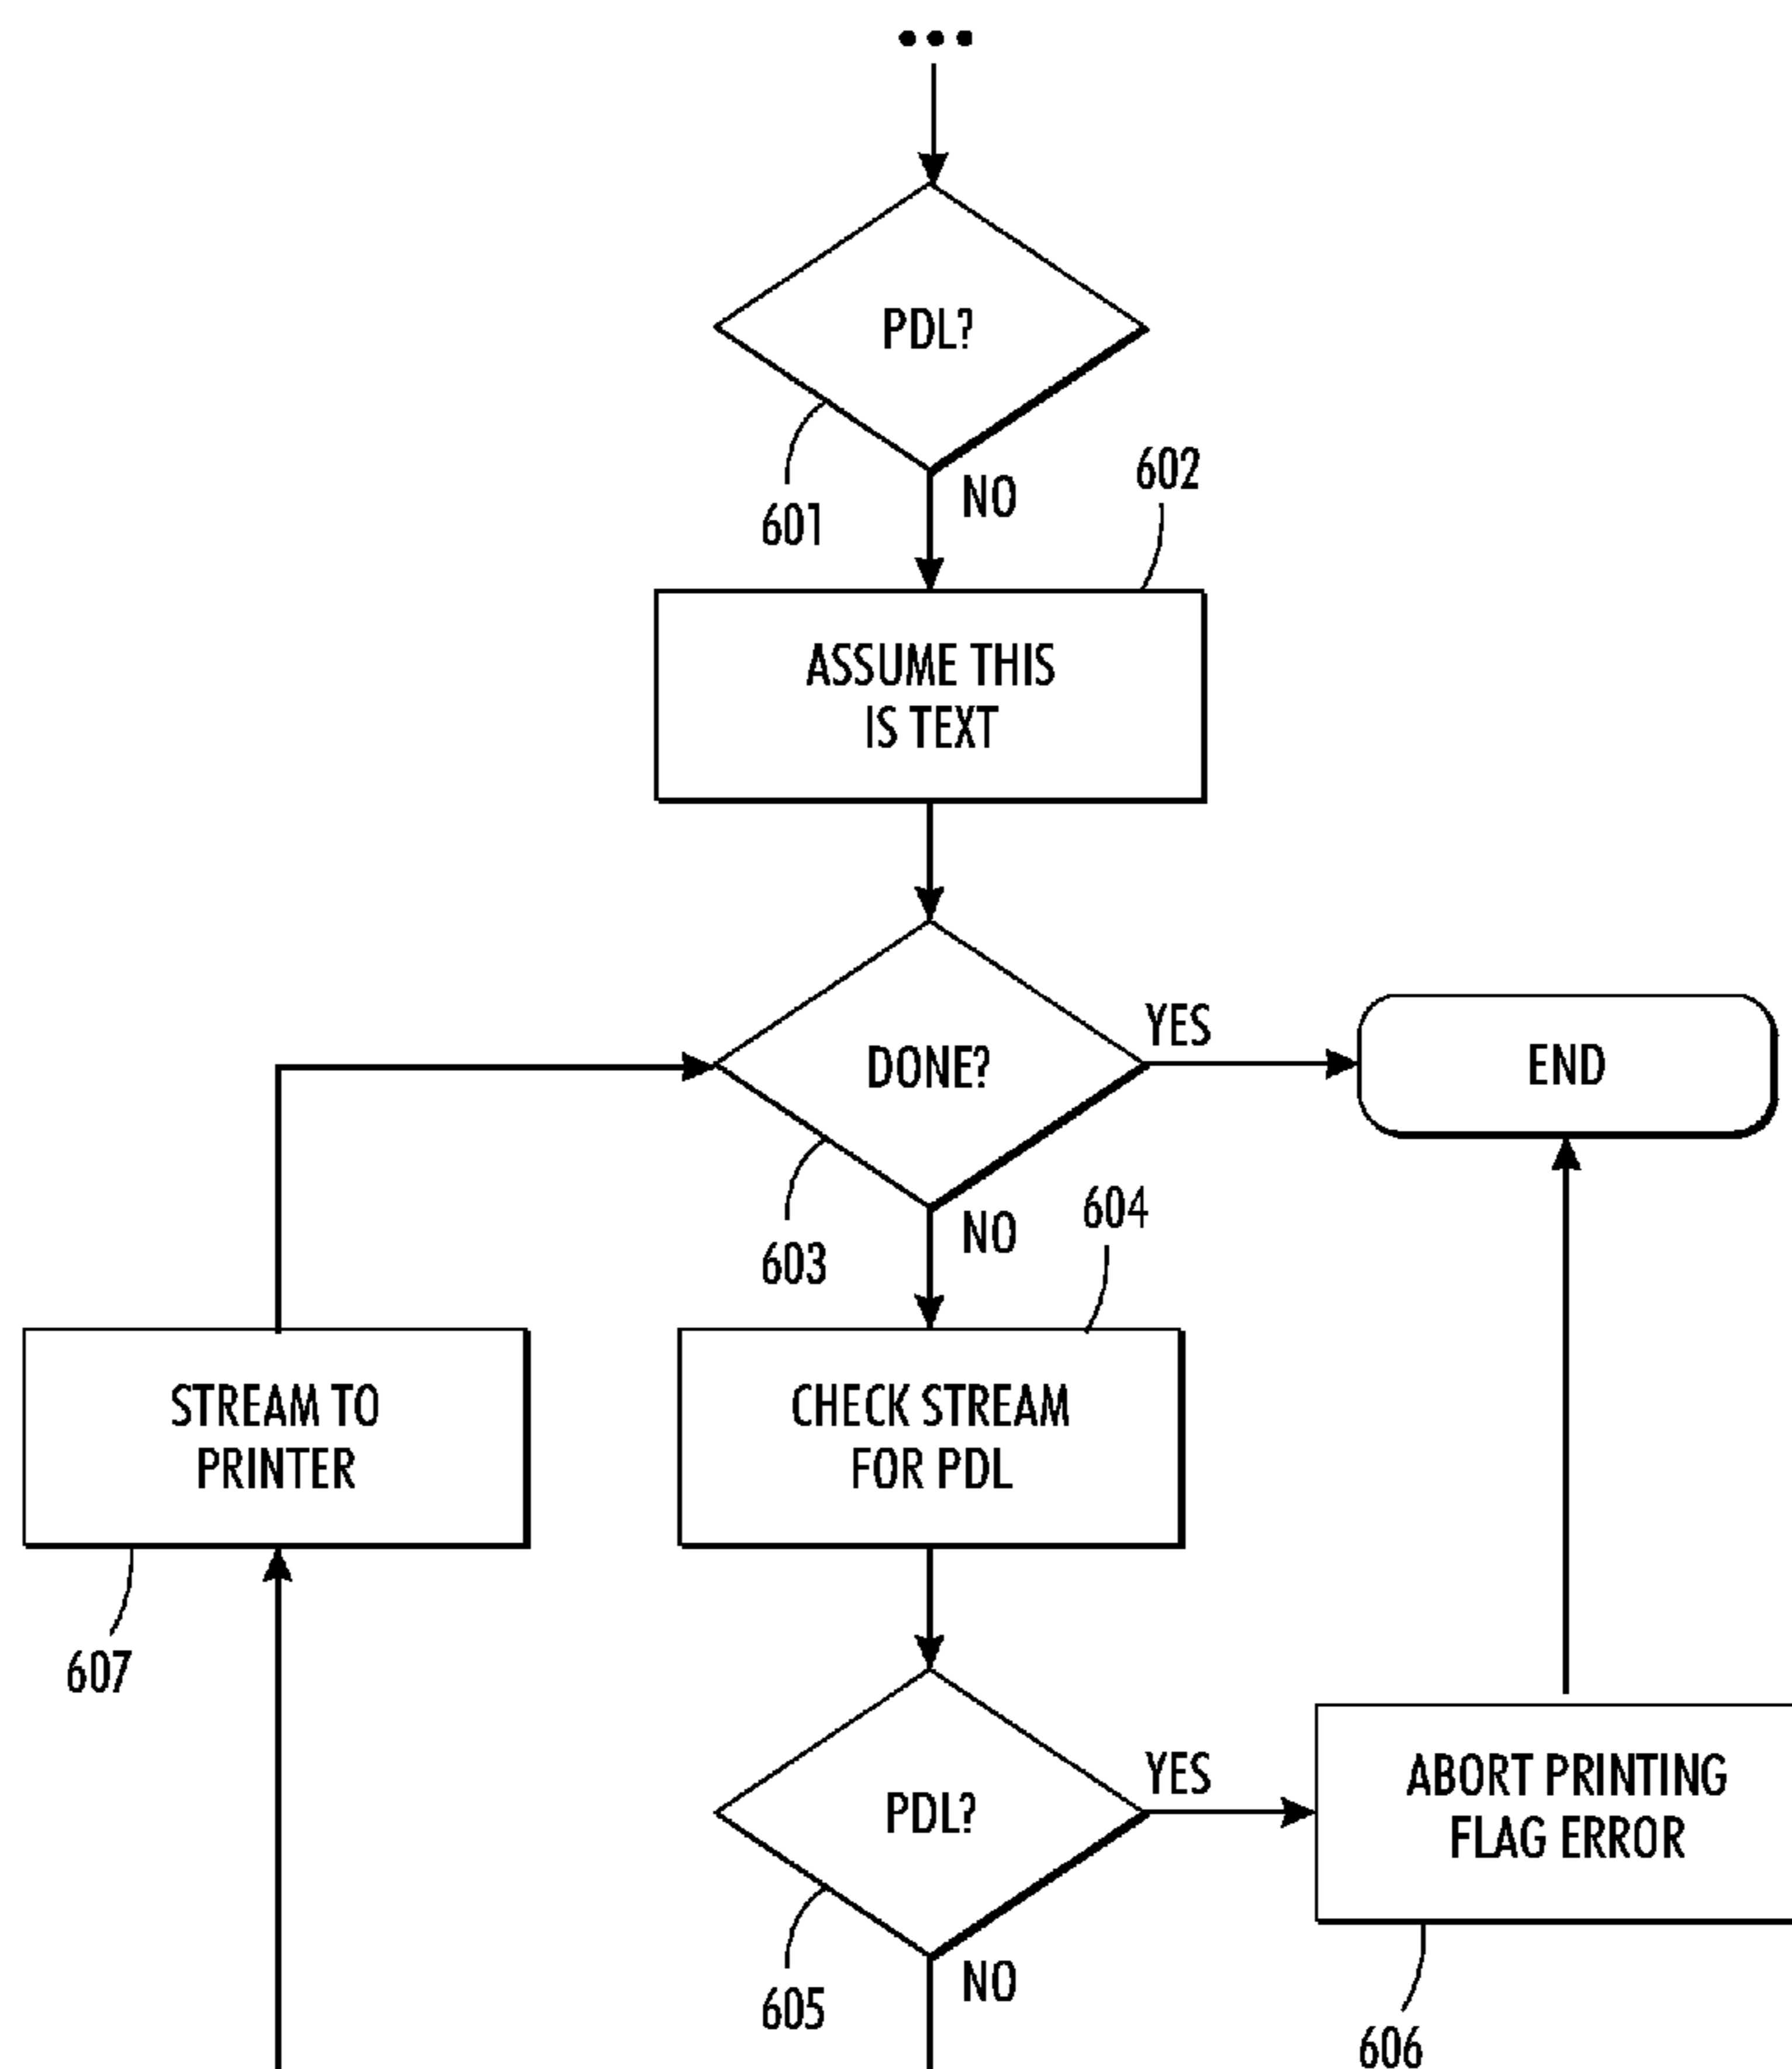 •••
PDL?
601
NO
602
ASSUME THIS
IS TEXT
DONE?
603
YES
END
NO
604
STREAM TO
PRINTER
607
CHECK STREAM
FOR PDL
PDL?
605
YES
ABORT PRINTING
FLAG ERROR
606
NO